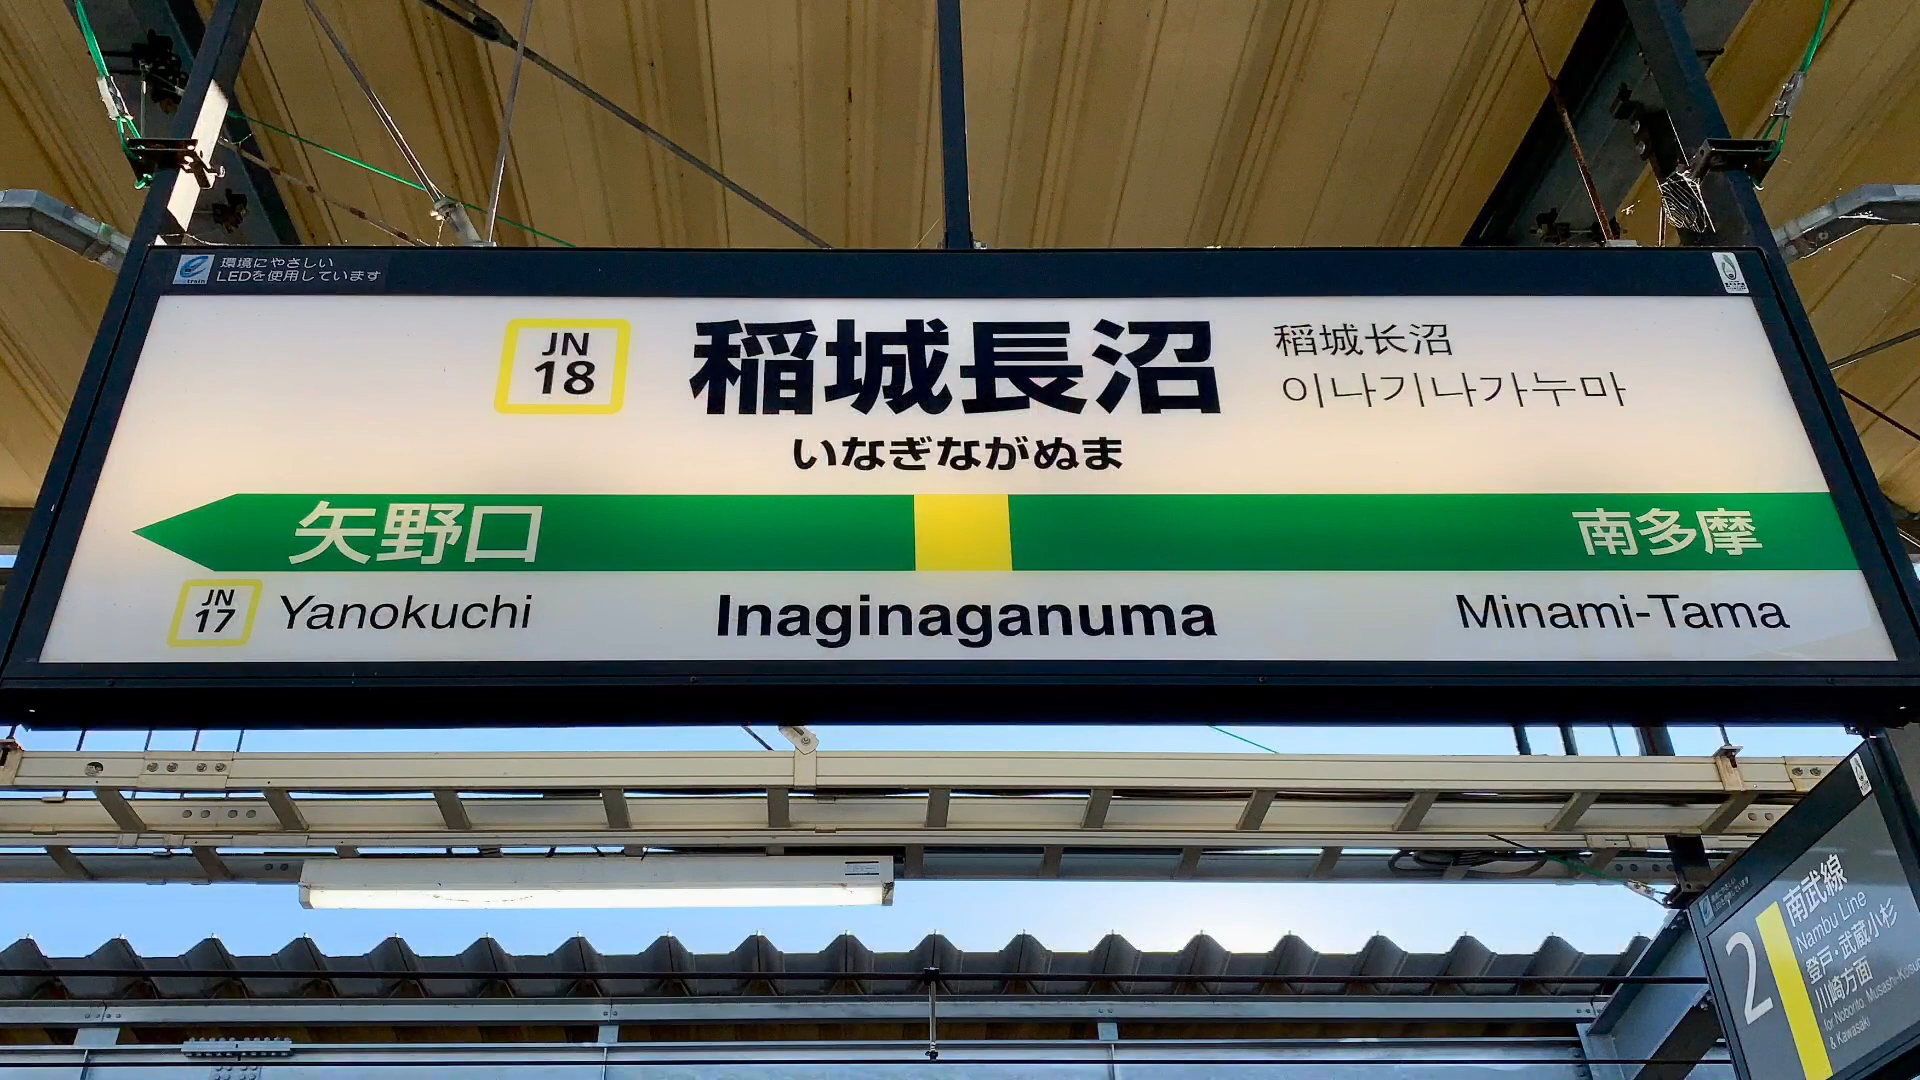 環境にやさしい
LEDを使用しています
JN
18
稲城長沼
稻城长沼
이나기나가누마
いなぎながぬま
矢野口
南多摩
JN
17
Yanokuchi
Inaginaganuma
Minami-Tama
2
南武線
Nambu Line
登戸・武蔵小杉
川崎方面
for Noborito, Musashi-Kosugi
& Kawasaki